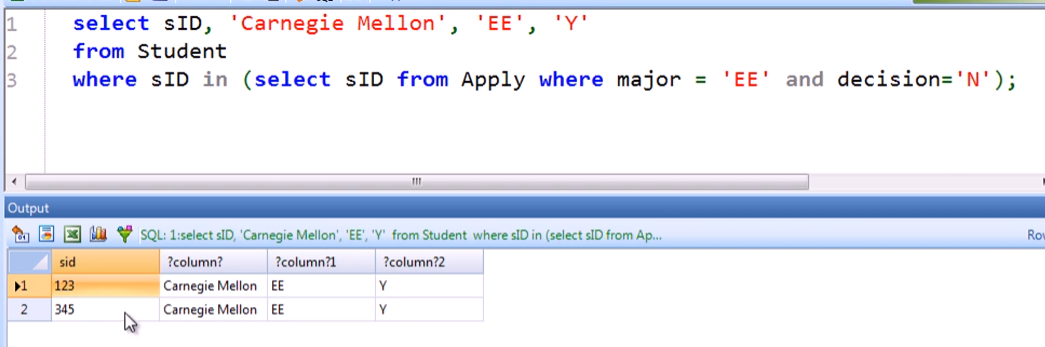 1 select sID, 'Carnegie Mellon', 'EE', 'Y'
2 from Student
3 where sID in (select sID from Apply where major = 'EE' and decision='N');
Output
SQL: 1:select sID, 'Carnegie Mellon', 'EE', 'Y' from Student where sID in (select sID from Ap...
sid ?column? ?column?1 ?column?2
1 123 Carnegie Mellon EE Y
2 345 Carnegie Mellon EE Y